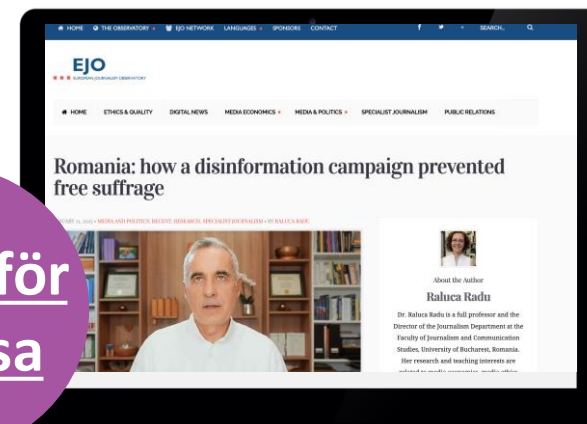 HOME THE OBSERVATORY EJO NETWORK LANGUAGES SPONSORS CONTACT SEARCH...
EJO
EUROPEAN JOURNALISM OBSERVATORY
HOME ETHICS & QUALITY DIGITAL NEWS MEDIA ECONOMICS MEDIA & POLITICS SPECIALIST JOURNALISM PUBLIC RELATIONS
Romania: how a disinformation campaign prevented
free suffrage
MEDIA AND POLITICS, RECENT, RESEARCH, SPECIALIST JOURNALISM • BY RALUCA RADU
för
About the Author
Raluca Radu
Dr. Raluca Radu is a full professor and the
Director of the Journalism Department at the
Faculty of Journalism and Communication
Studies, University of Bucharest, Romania.
Her research and teaching interests are